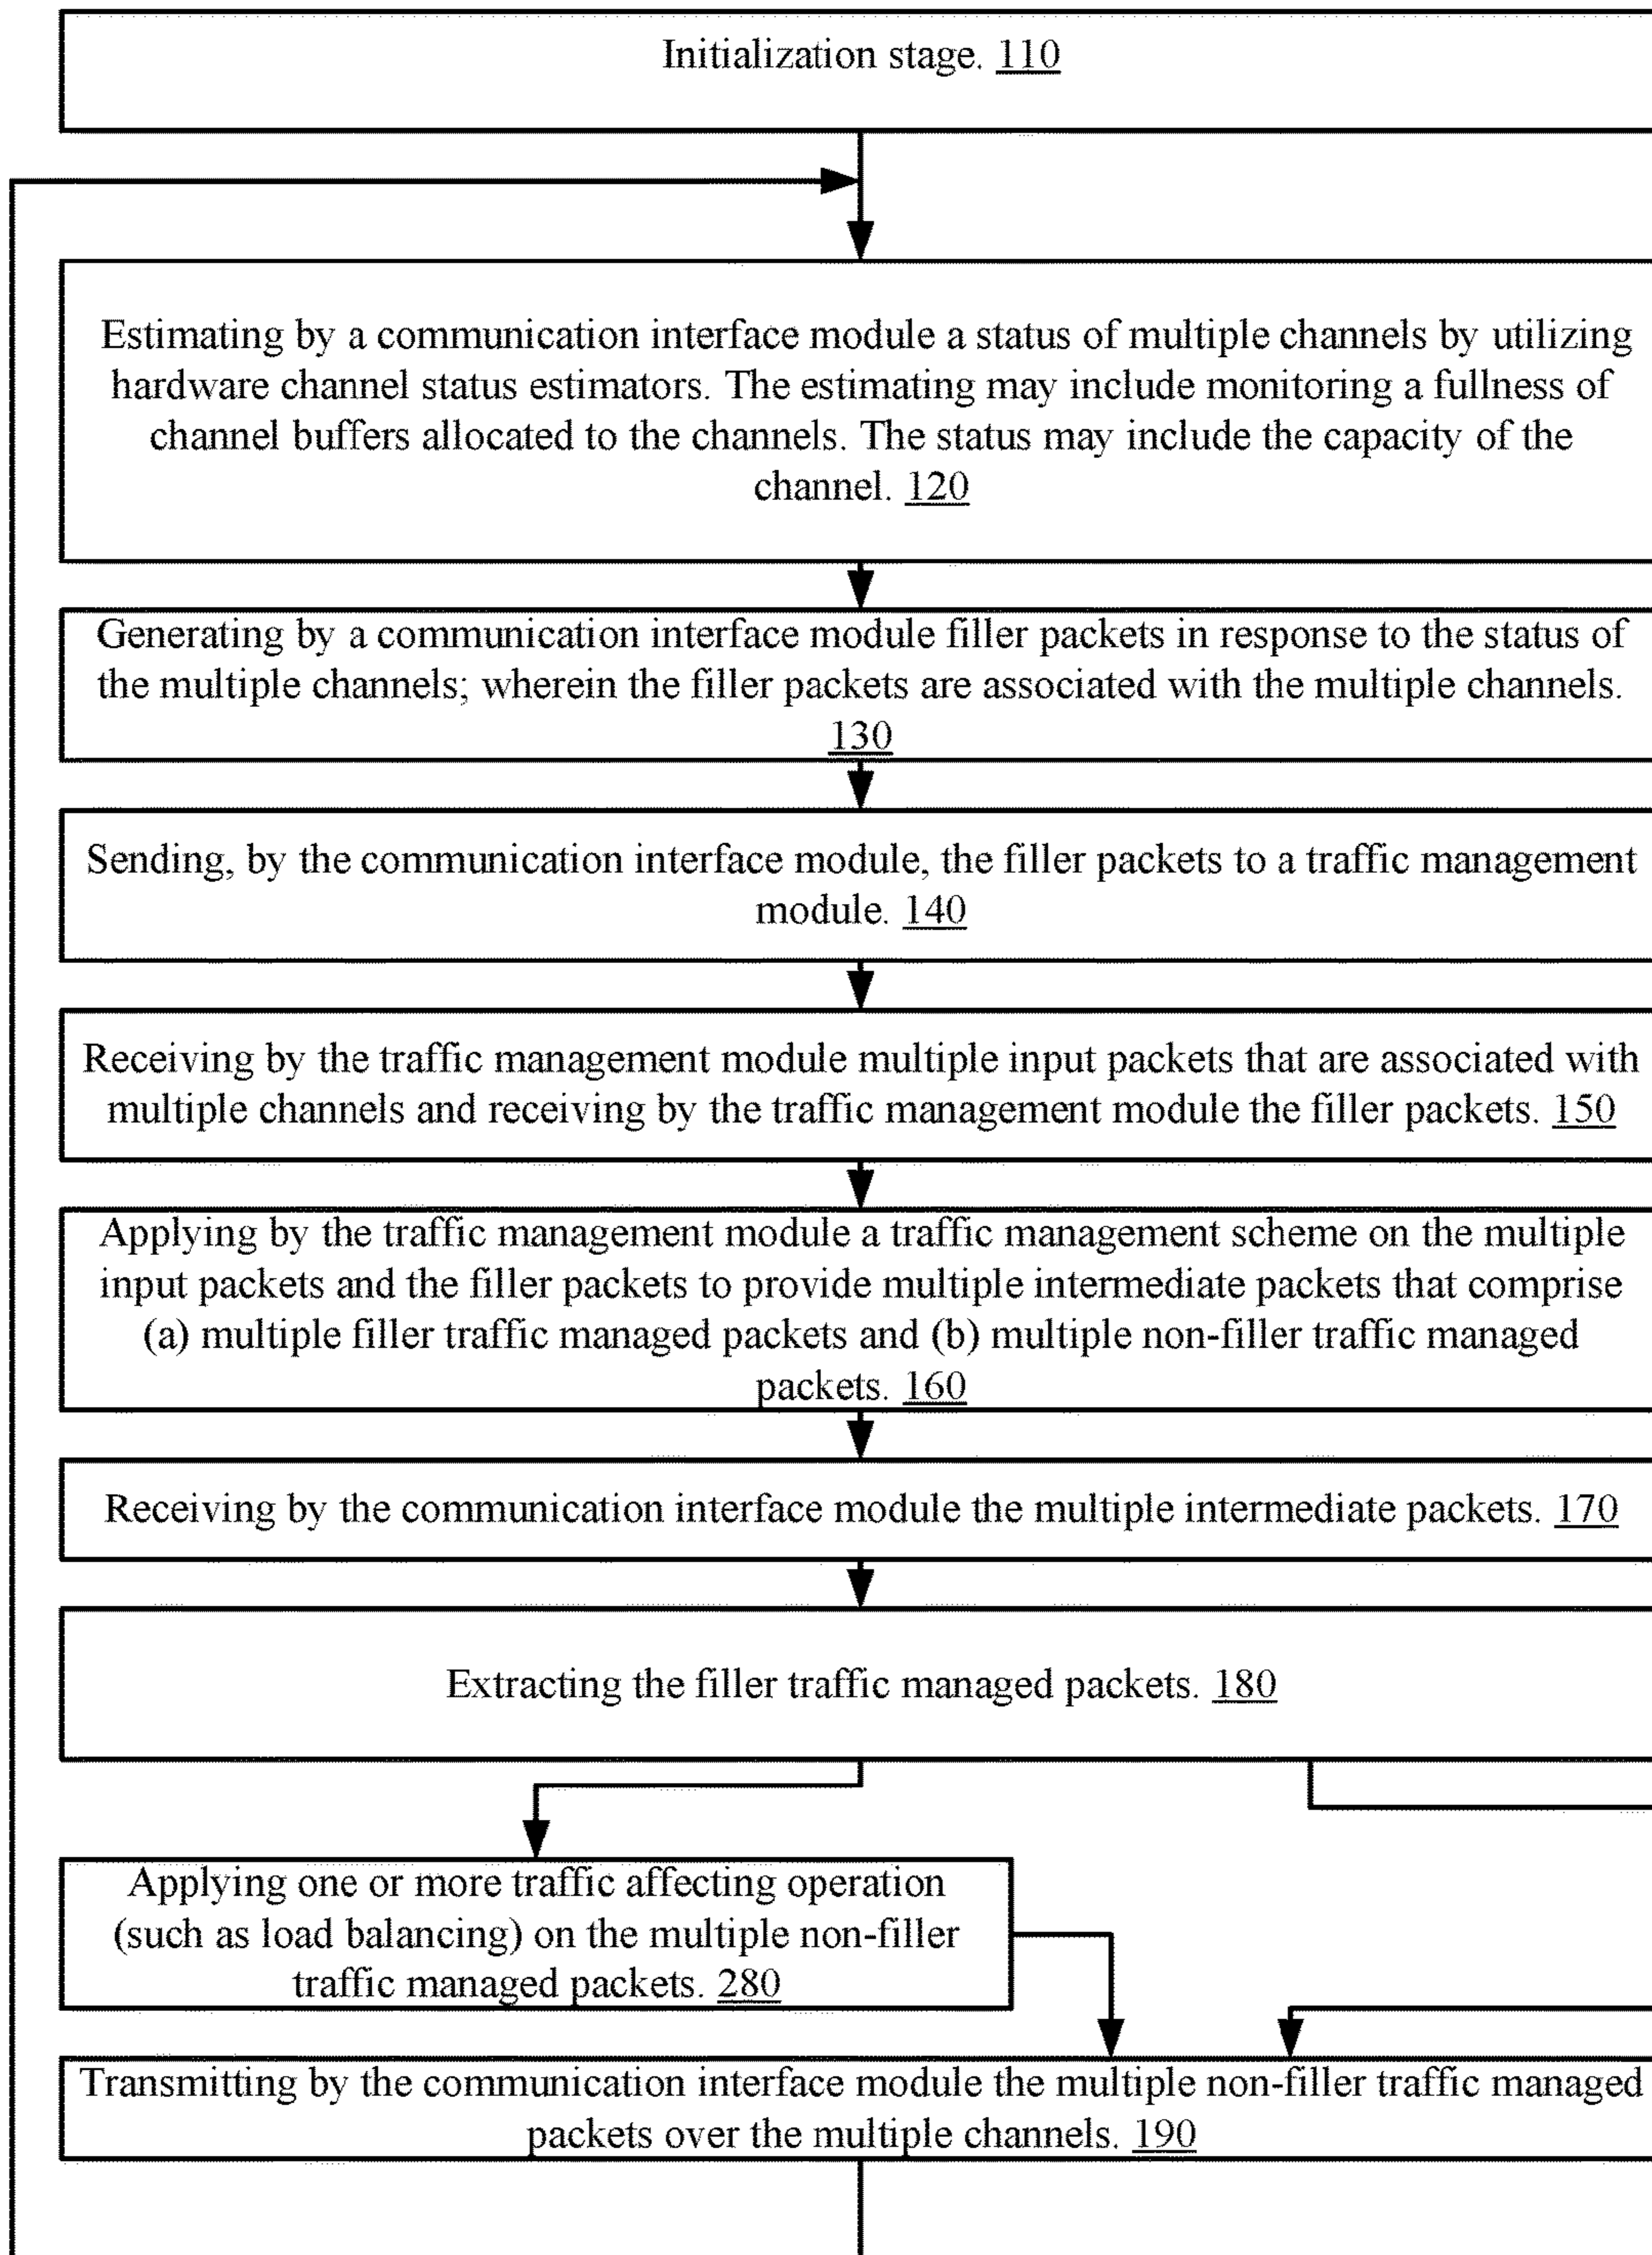 Initialization stage. 110
Estimating by a communication interface module a status of multiple channels by utilizing
hardware channel status estimators. The estimating may include monitoring a fullness of
channel buffers allocated to the channels. The status may include the capacity of the
channel. 120
Generating by a communication interface module filler packets in response to the status of
the multiple channels; wherein the filler packets are associated with the multiple channels.
130
Sending, by the communication interface module, the filler packets to a traffic management
module. 140
Receiving by the traffic management module multiple input packets that are associated with
multiple channels and receiving by the traffic management module the filler packets. 150
Applying by the traffic management module a traffic management scheme on the multiple
input packets and the filler packets to provide multiple intermediate packets that comprise
(a) multiple filler traffic managed packets and (b) multiple non-filler traffic managed
packets. 160
Receiving by the communication interface module the multiple intermediate packets. 170
Extracting the filler traffic managed packets. 180
Applying one or more traffic affecting operation
(such as load balancing) on the multiple non-filler
traffic managed packets. 280
Transmitting by the communication interface module the multiple non-filler traffic managed
packets over the multiple channels. 190